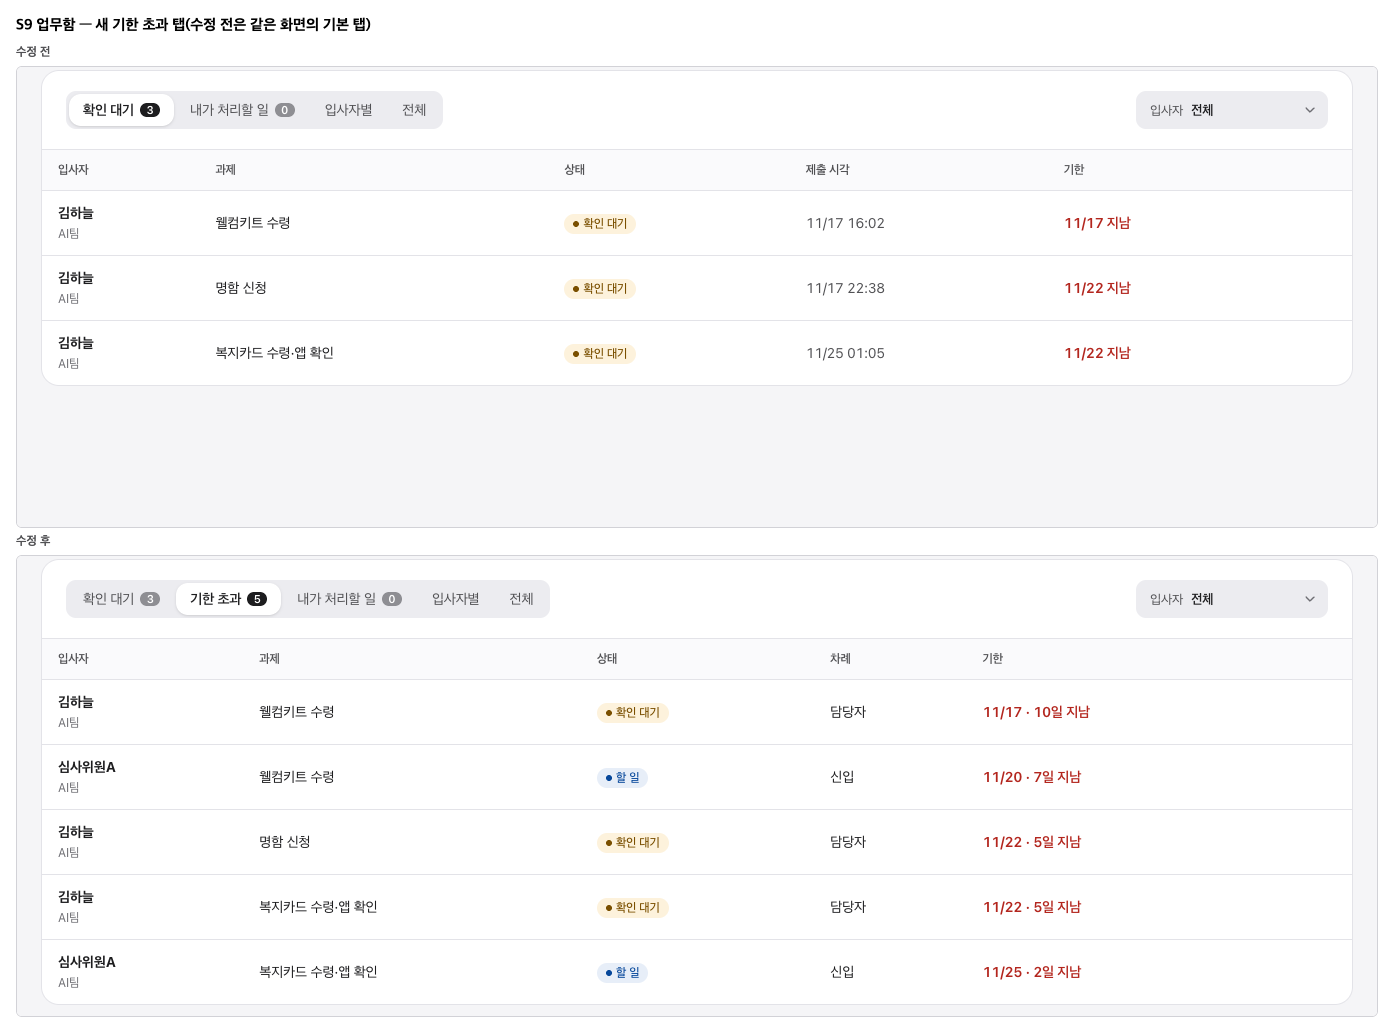 S9 업무함 — 새 기한 초과 탭(수정 전은 같은 화면의 기본 탭)
수정 전
확인 대기 3 내가 처리할 일 0 입사자별 전체 입사자 전체
입사자 과제 상태 제출 시각 기한
김하늘
AI팀
웰컴키트 수령 확인 대기 11/17 16:02 11/17 지남
김하늘
AI팀
명함 신청 확인 대기 11/17 22:38 11/22 지남
김하늘
AI팀
복지카드 수령·앱 확인 확인 대기 11/25 01:05 11/22 지남
수정 후
확인 대기 3 기한 초과 5 내가 처리할 일 0 입사자별 전체 입사자 전체
입사자 과제 상태 차례 기한
김하늘
AI팀
웰컴키트 수령 확인 대기 담당자 11/17 · 10일 지남
심사위원A
AI팀
웰컴키트 수령 할 일 신입 11/20 · 7일 지남
김하늘
AI팀
명함 신청 확인 대기 담당자 11/22 · 5일 지남
김하늘
AI팀
복지카드 수령·앱 확인 확인 대기 담당자 11/22 · 5일 지남
심사위원A
AI팀
복지카드 수령·앱 확인 할 일 신입 11/25 · 2일 지남